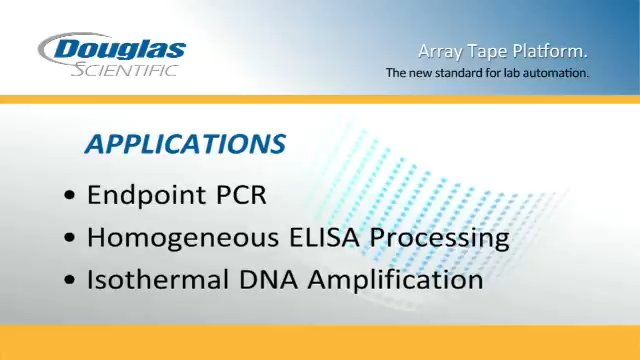 Douglas
Scientific
Array Tape Platform.
The new standard for lab automation.
APPLICATIONS
• Endpoint PCR
• Homogeneous ELISA Processing
• Isothermal DNA Amplification